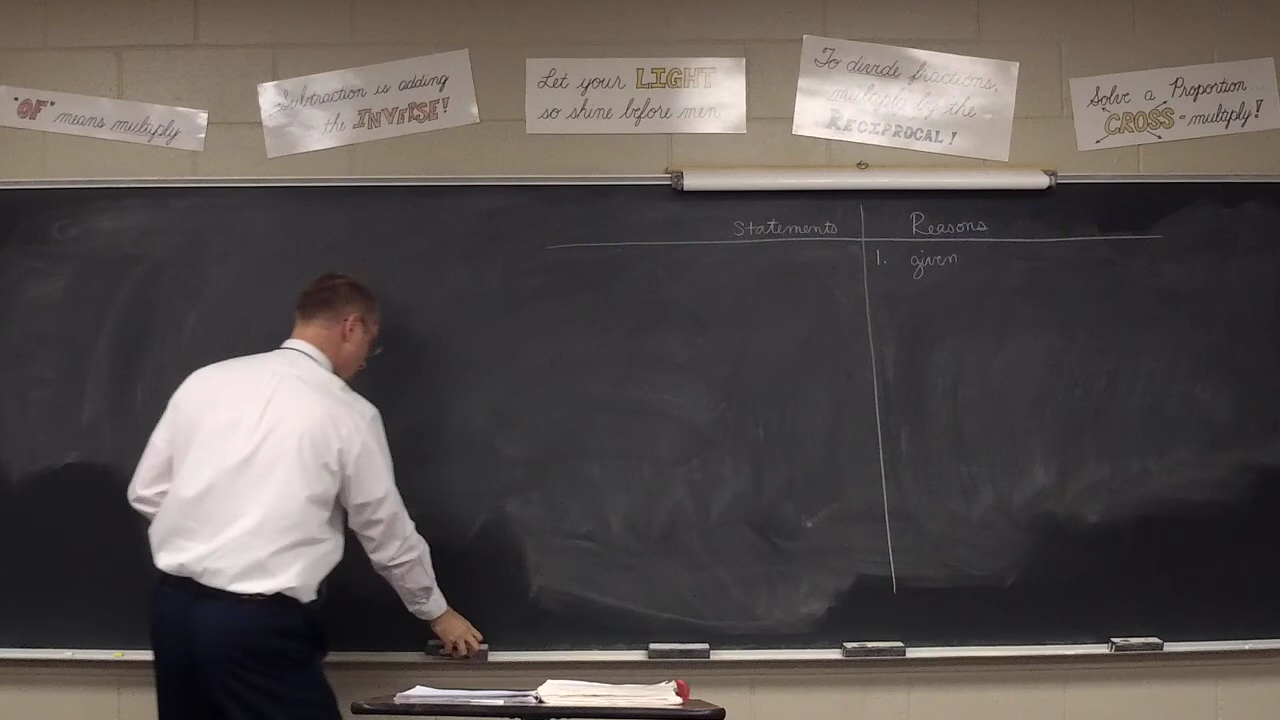 "OF" means multiply
Subtraction is adding
the INVERSE!
Let your LIGHT
so shine before men
To divide fractions,
multiply by the
RECIPROCAL!
Solve a Proportion
CROSS-multiply!
Statements Reasons
1. given